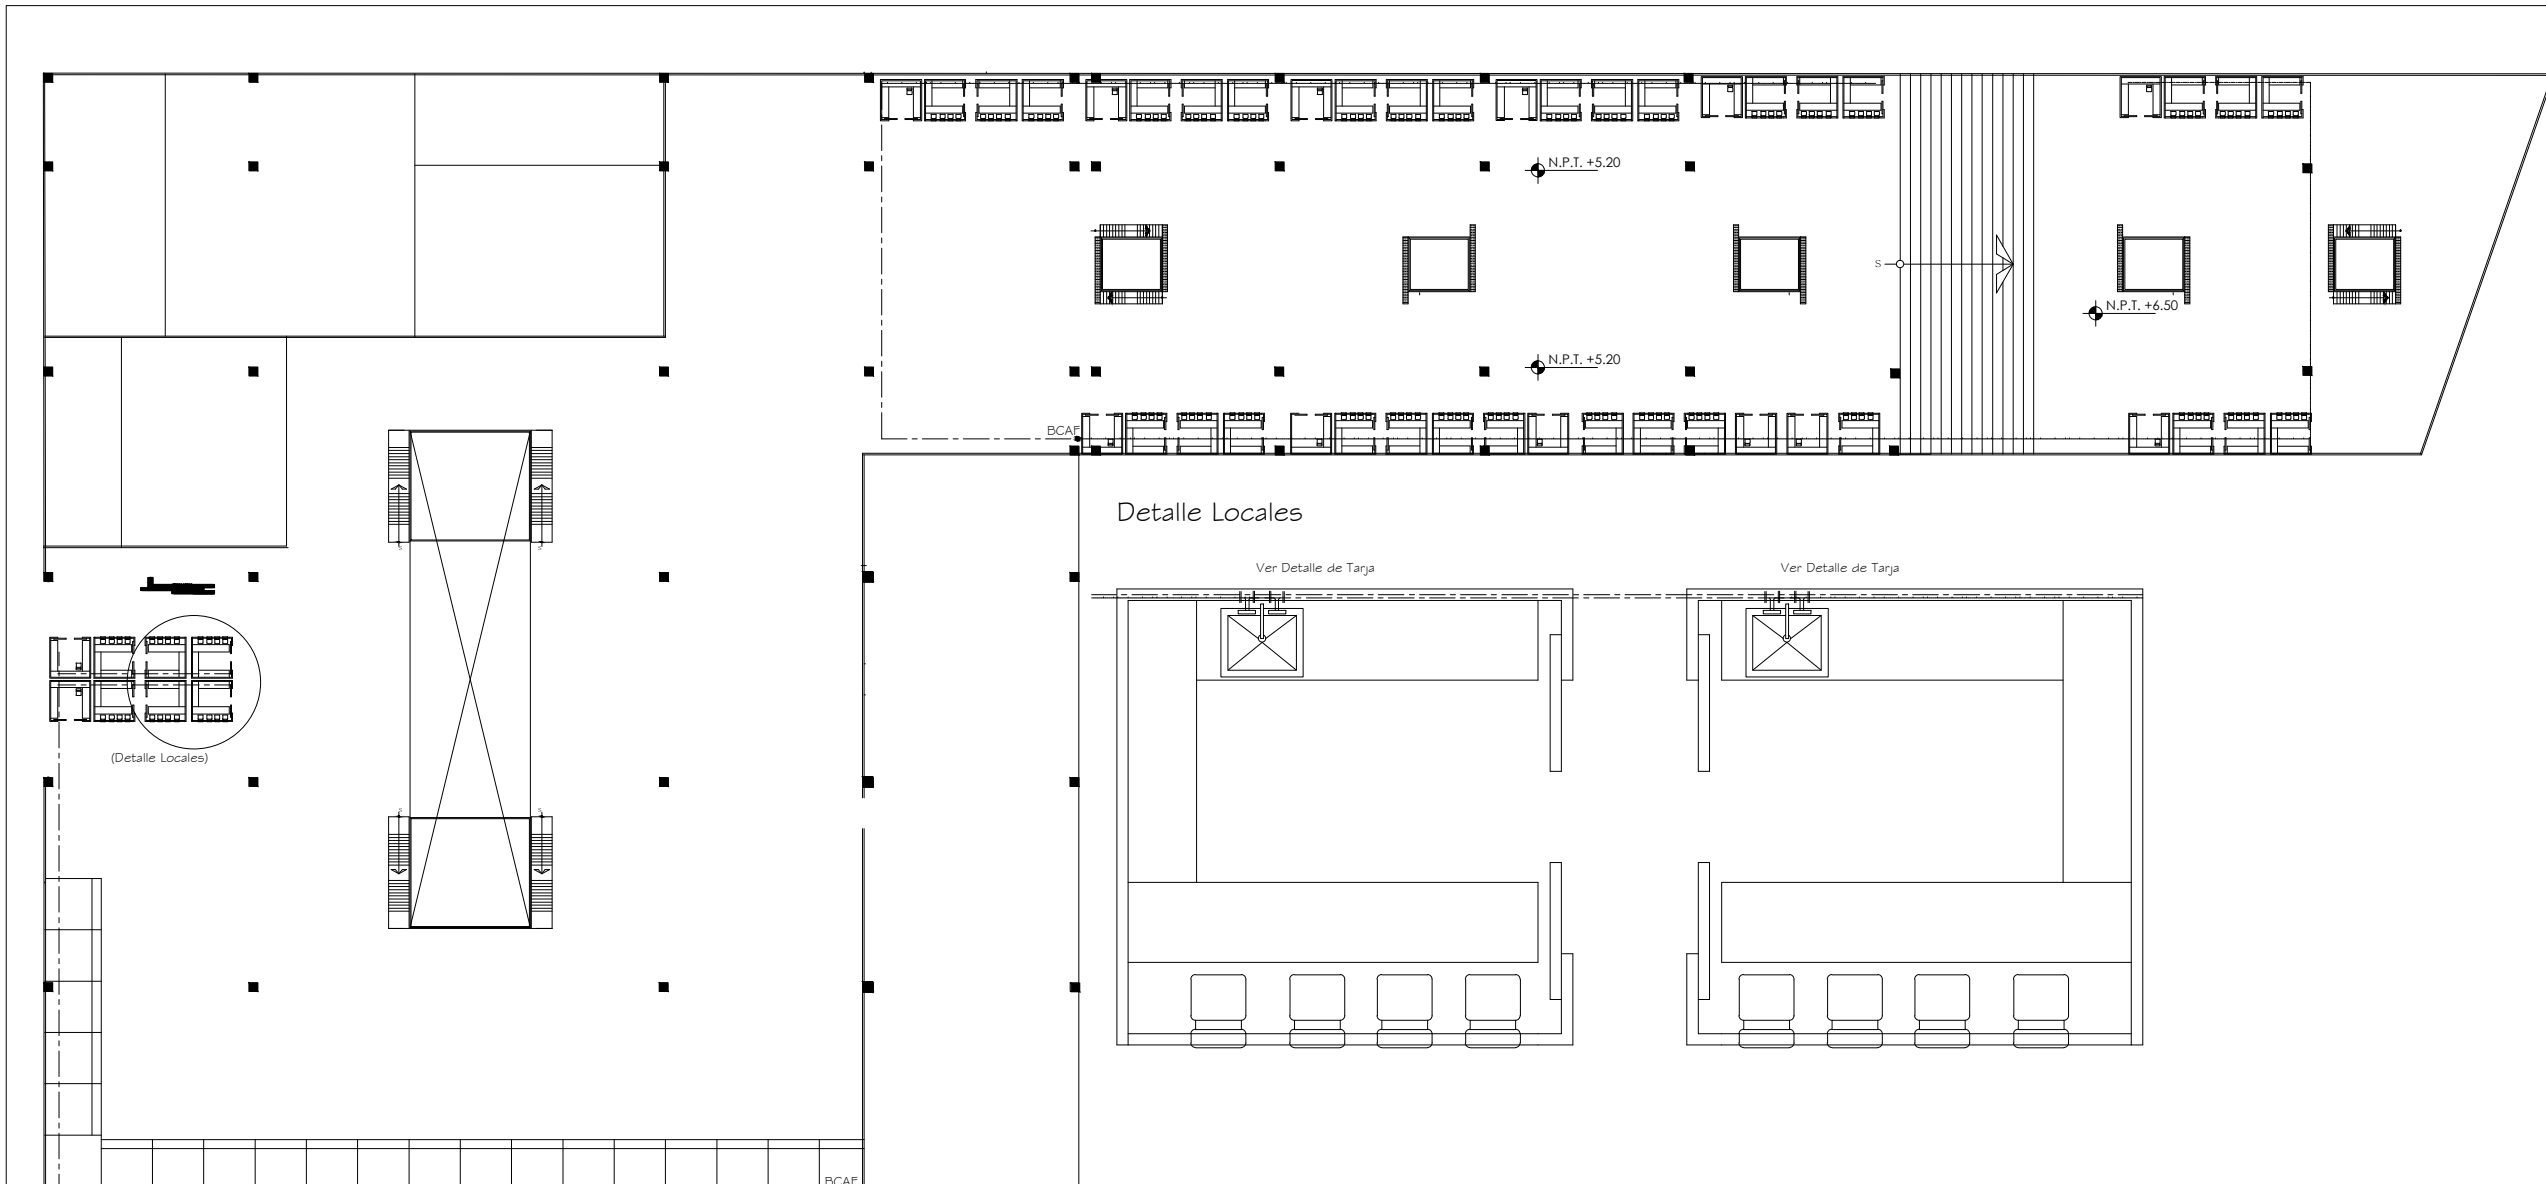 N.P.T. +5.20
S
N.P.T. +6.50
N.P.T. +5.20
BCAF
Detalle Locales
Ver Detalle de Tarja
Ver Detalle de Tarja
(Detalle Locales)
BCAF